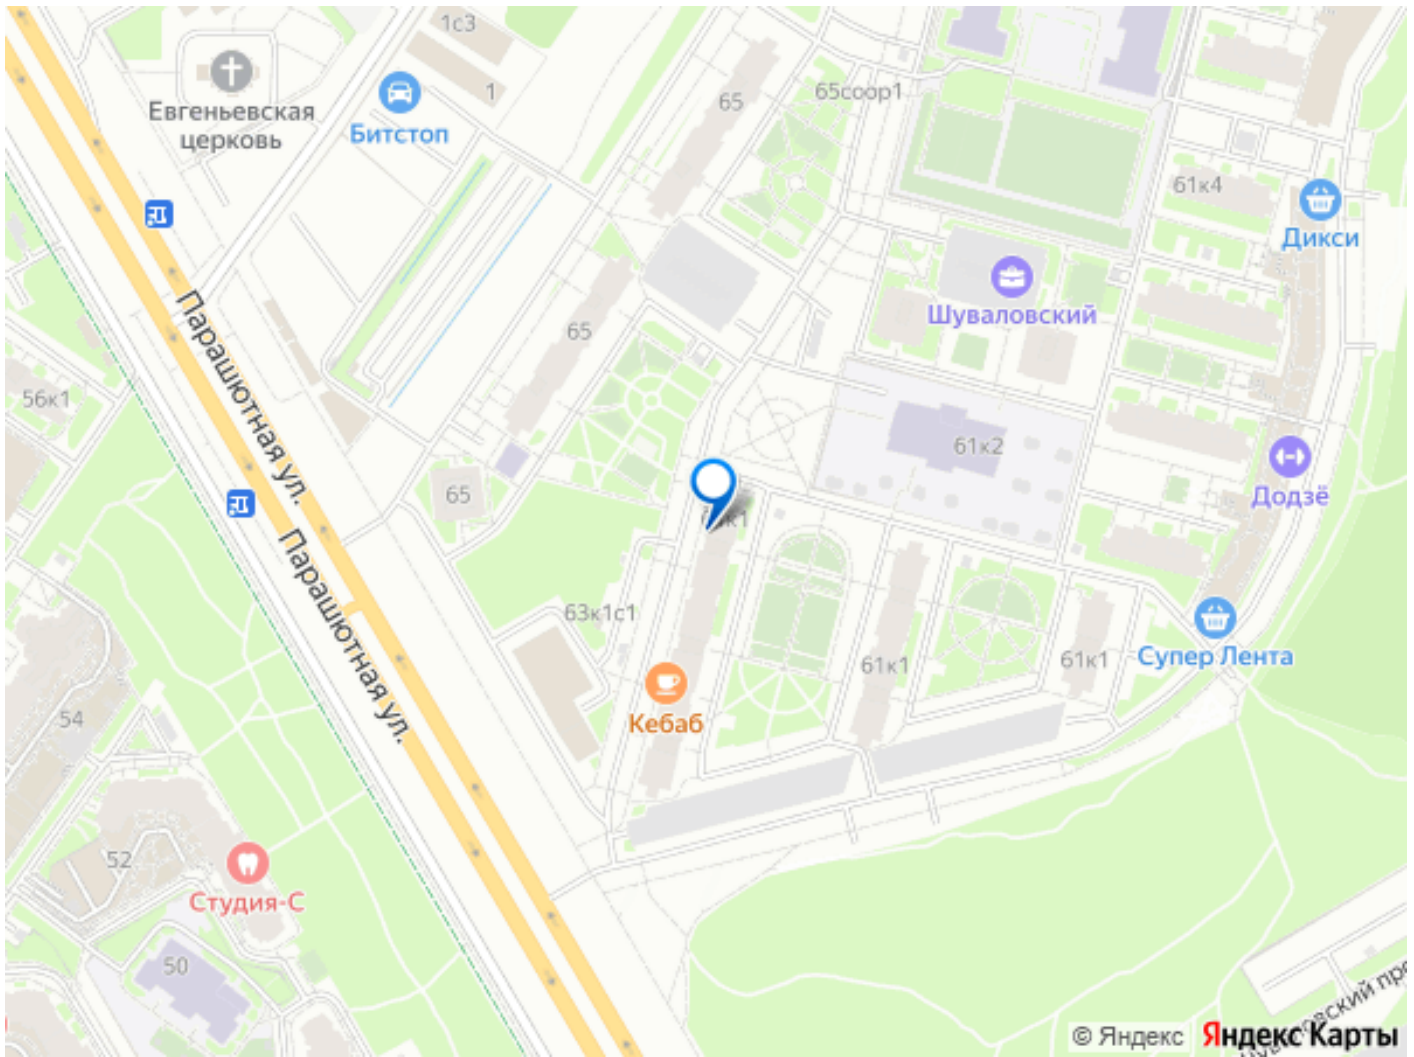 1с3
1
Евгеньевская
церковь
Битстоп
65
65соор1
61к4
Дикси
Шуваловский
Парашютная ул.
65
56к1
61к2
65
Додзё
Парашютная ул.
63к1с1
61к1
61к1
Супер Лента
Кебаб
54
52
Студия-С
50
© Яндекс
Яндекс Карты